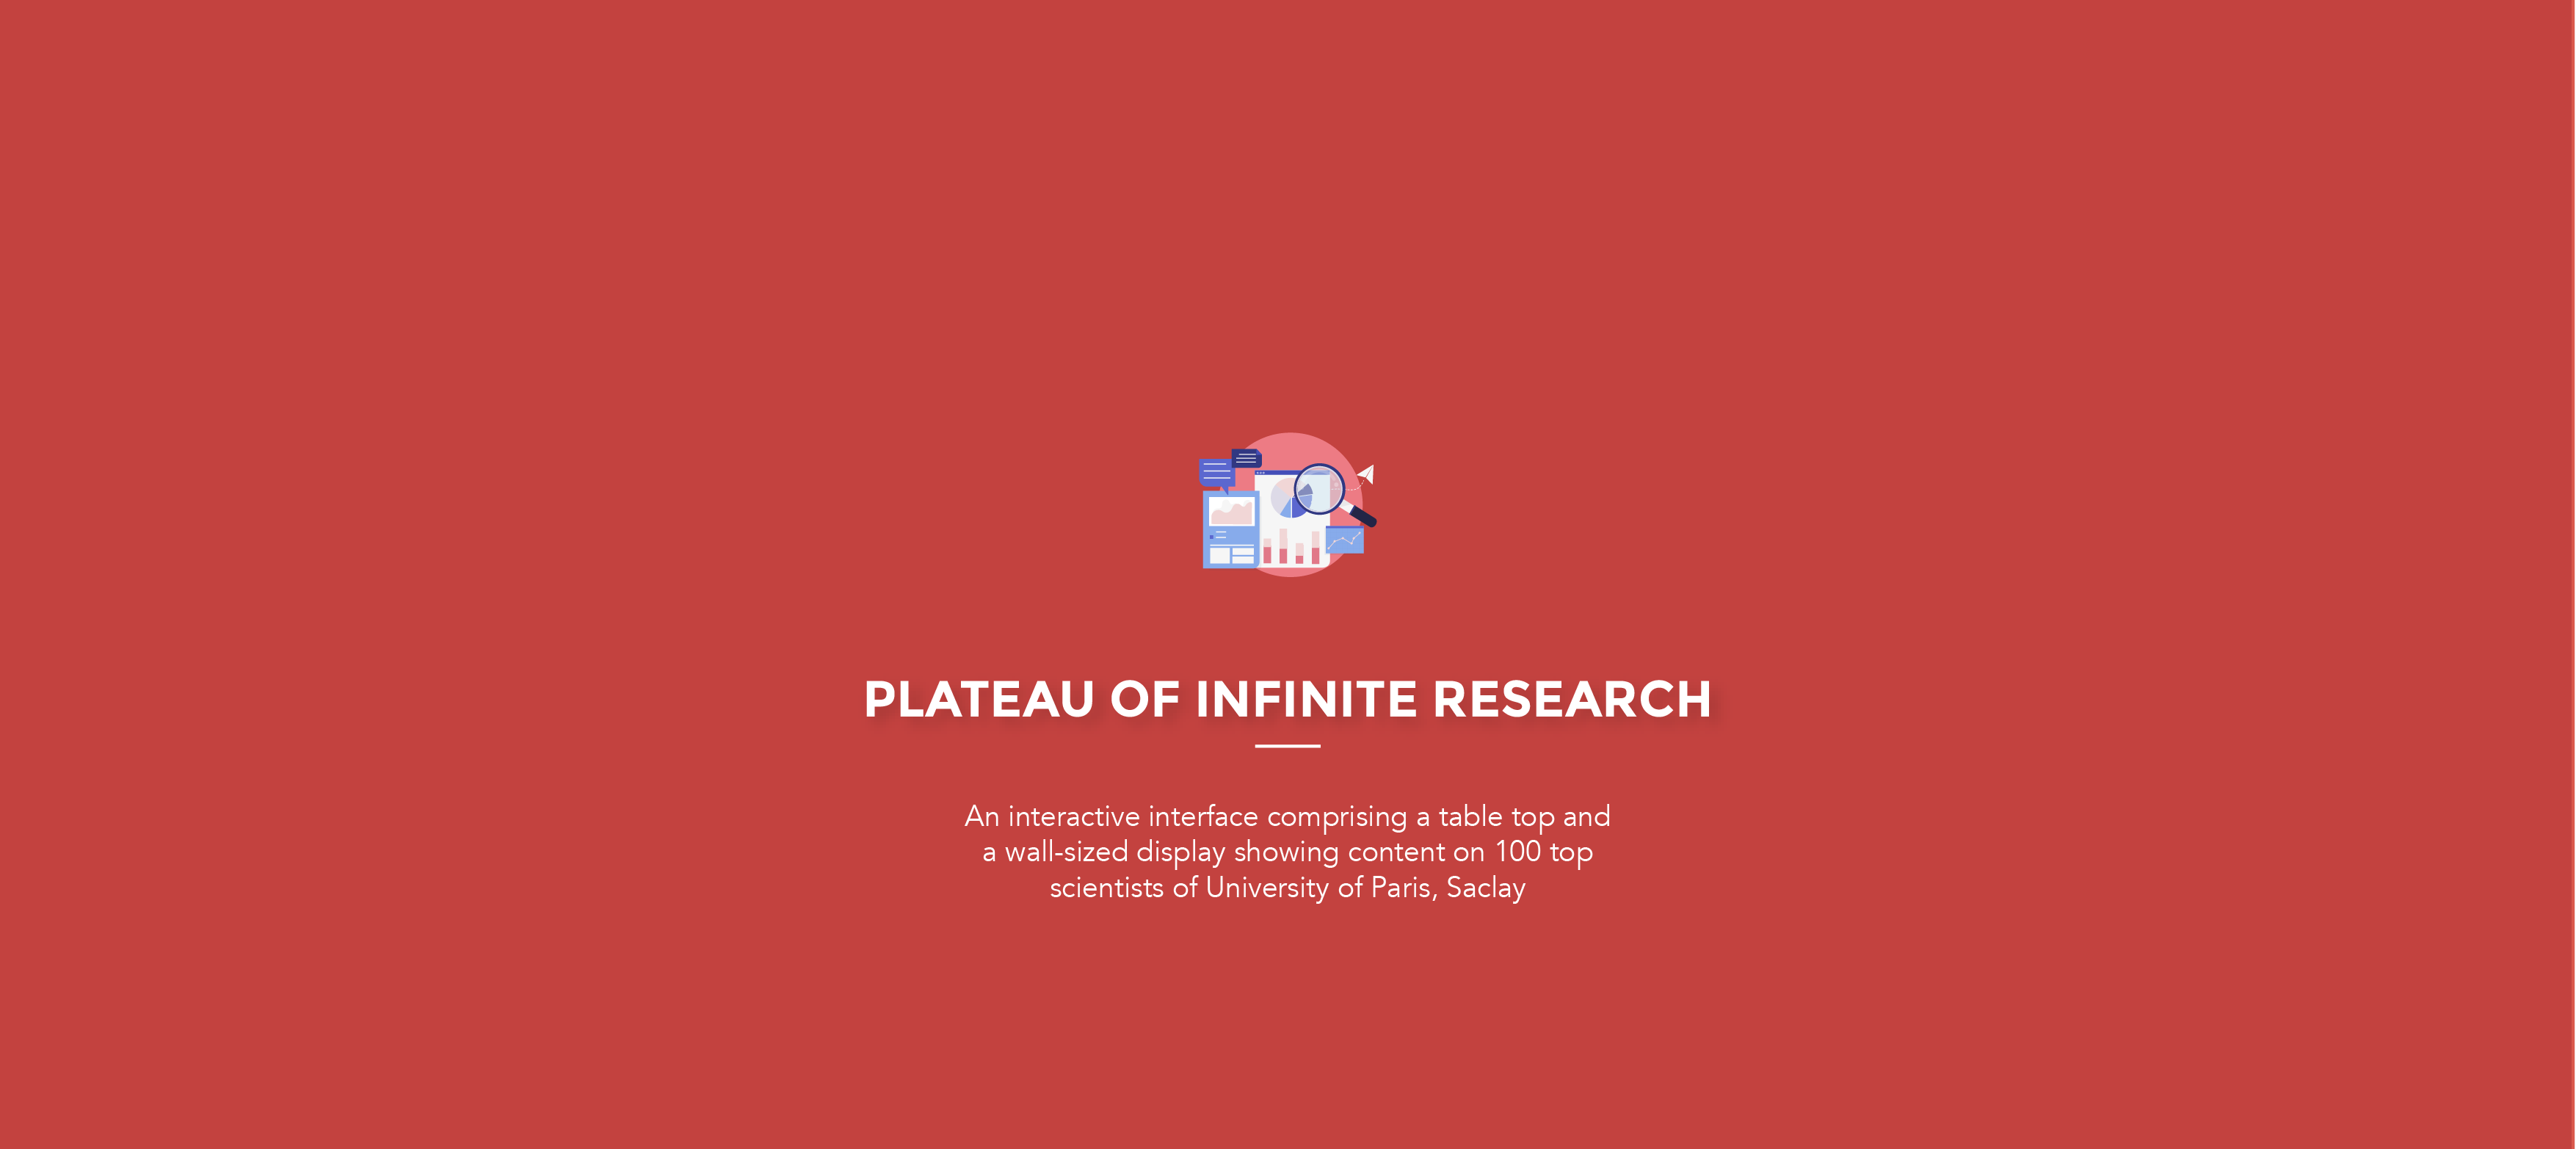 PLATEAU OF INFINITE RESEARCH
An interactive interface comprising a table top and
a wall-sized display showing content on 100 top
scientists of University of Paris, Saclay